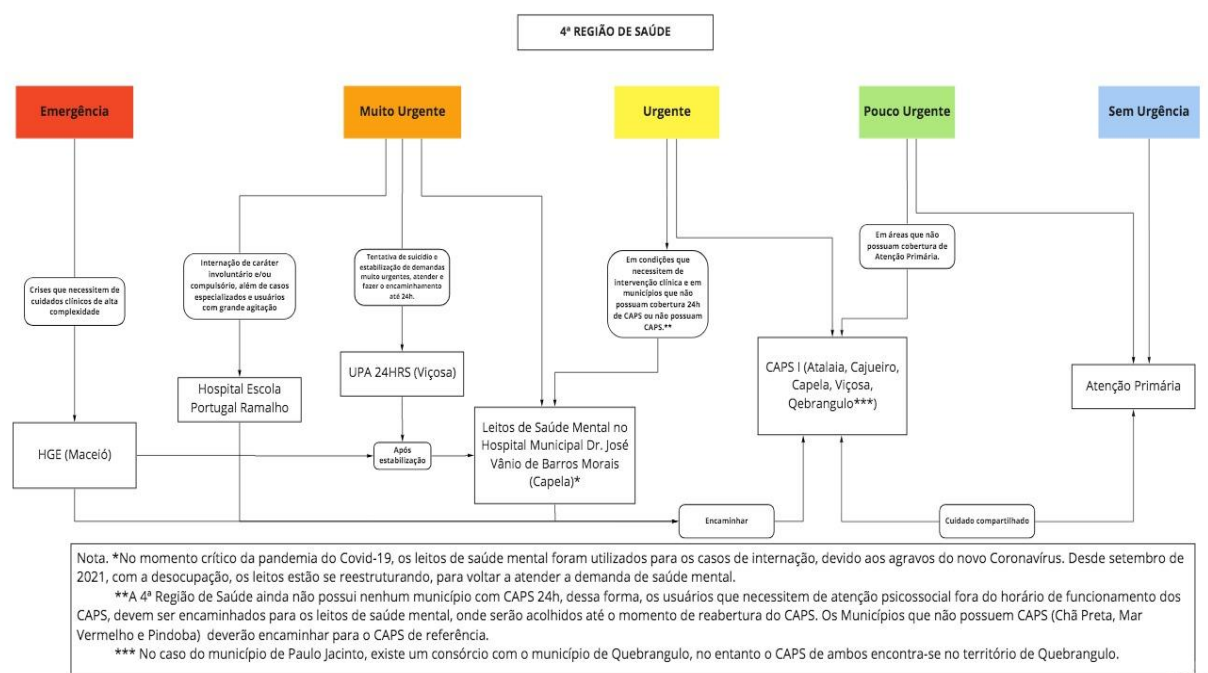 4ª REGIÃO DE SAÚDE
Emergência
Muito Urgente
Urgente
Pouco Urgente
Sem Urgência
Crises que necessitem de
cuidados clínicos de alta
complexidade
Internação de caráter
involuntário e/ou
compulsório, além de casos
especializados e usuários
com grande agitação
Tentativa de suicídio e
estabilização de demandas
muito urgentes, atender e
fazer o encaminhamento
até 24h.
Em condições que
necessitem de
intervenção clínica e em
municípios que não
possuam cobertura 24h
de CAPS ou não possuam
CAPS.**
Em áreas que não
possuam cobertura de
Atenção Primária.
HGE (Maceió)
Hospital Escola
Portugal Ramalho
UPA 24HRS (Viçosa)
Após
estabilização
Leitos de Saúde Mental no
Hospital Municipal Dr. José
Vânio de Barros Morais
(Capela)*
CAPS I (Atalaia, Cajueiro,
Capela, Viçosa,
Qebrangulo***)
Atenção Primária
Encaminhar
Cuidado compartilhado
Nota. *No momento crítico da pandemia do Covid-19, os leitos de saúde mental foram utilizados para os casos de internação, devido aos agravos do novo Coronavírus. Desde setembro de
2021, com a desocupação, os leitos estão se reestruturando, para voltar a atender a demanda de saúde mental.
**A 4ª Região de Saúde ainda não possui nenhum município com CAPS 24h, dessa forma, os usuários que necessitem de atenção psicossocial fora do horário de funcionamento dos
CAPS, devem ser encaminhados para os leitos de saúde mental, onde serão acolhidos até o momento de reabertura do CAPS. Os Municípios que não possuem CAPS (Chã Preta, Mar
Vermelho e Pindoba) deverão encaminhar para o CAPS de referência.
*** No caso do município de Paulo Jacinto, existe um consórcio com o município de Quebrangulo, no entanto o CAPS de ambos encontra-se no território de Quebrangulo.